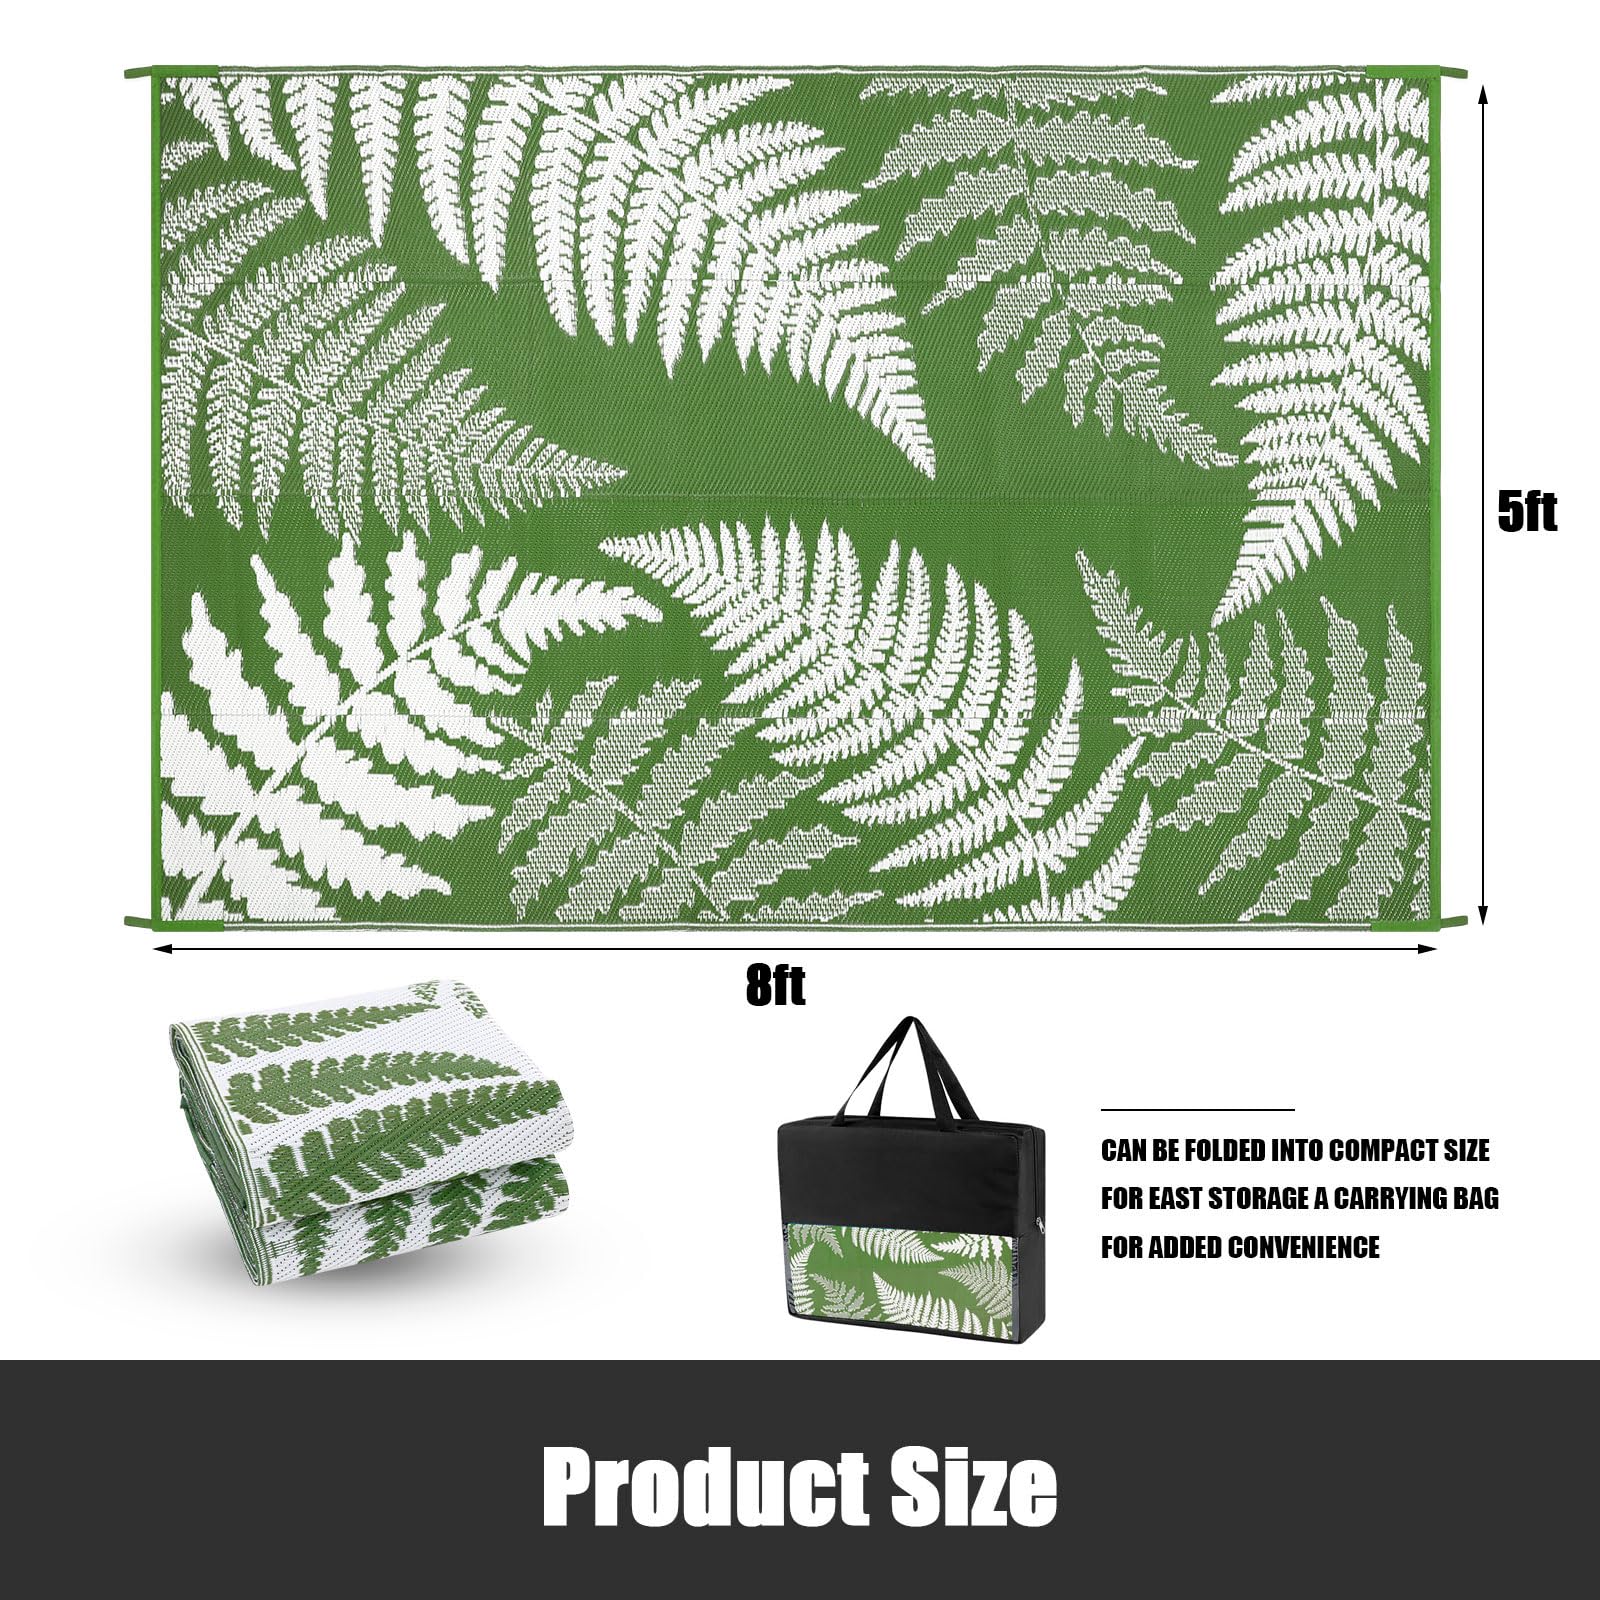 5ft
8ft
CAN BE FOLDED INTO COMPACT SIZE
FOR EAST STORAGE A CARRYING BAG
FOR ADDED CONVENIENCE
Product Size